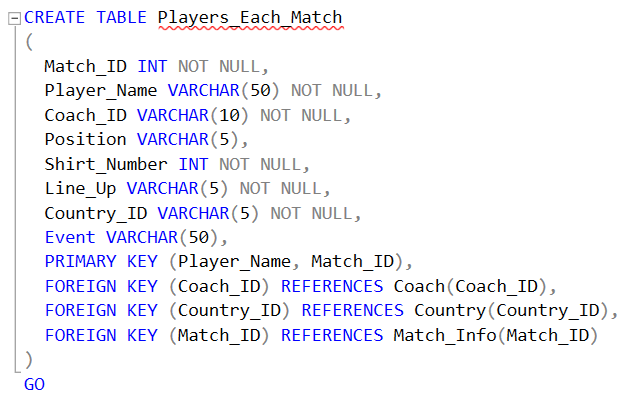 CREATE TABLE Players_Each_Match
(
Match_ID INT NOT NULL,
Player_Name VARCHAR(50) NOT NULL,
Coach_ID VARCHAR(10) NOT NULL,
Position VARCHAR(5),
Shirt_Number INT NOT NULL,
Line_Up VARCHAR(5) NOT NULL,
Country_ID VARCHAR(5) NOT NULL,
Event VARCHAR(50),
PRIMARY KEY (Player_Name, Match_ID),
FOREIGN KEY (Coach_ID) REFERENCES Coach(Coach_ID),
FOREIGN KEY (Country_ID) REFERENCES Country(Country_ID),
FOREIGN KEY (Match_ID) REFERENCES Match_Info(Match_ID)
)
GO